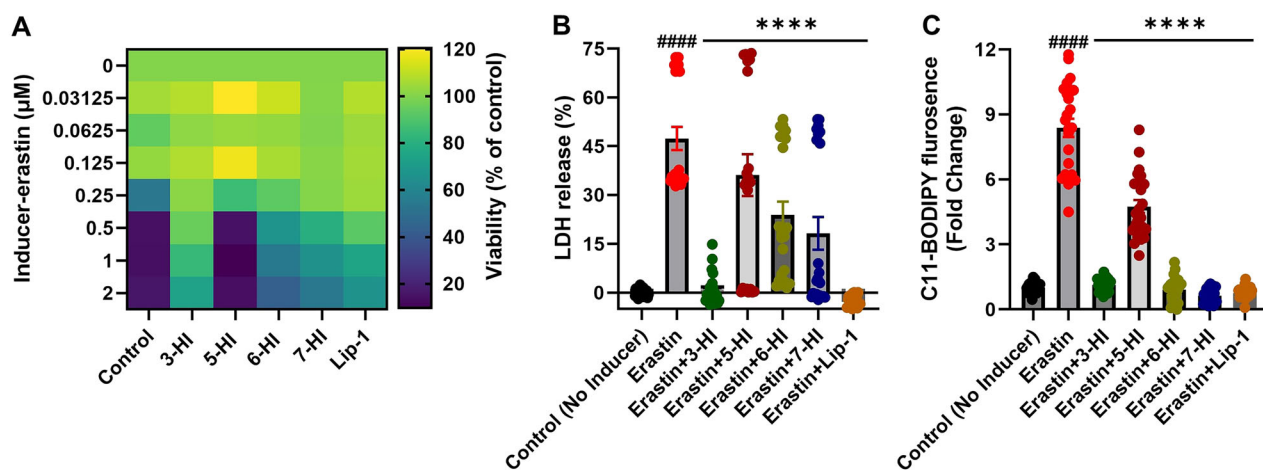 A
Inducer-erastin (µM)
0
0.03125
0.0625
0.125
0.25
0.5
1
2
Control
3-HI
5-HI
6-HI
7-HI
Lip-1
120
100
80
60
40
20
Viability (% of control)
B
LDH release (%)
75
60
45
30
15
0
####
****
Control (No Inducer)
Erastin
Erastin+3-HI
Erastin+5-HI
Erastin+6-HI
Erastin+7-HI
Erastin+Lip-1
C
C11-BODIPY flurosence
(Fold Change)
12
9
6
3
0
####
****
Control (No Inducer)
Erastin
Erastin+3-HI
Erastin+5-HI
Erastin+6-HI
Erastin+7-HI
Erastin+Lip-1